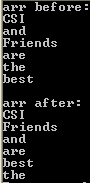 arr before:
CSI
and
Friends
are
the
best

arr after:
CSI
Friends
and
are
best
the